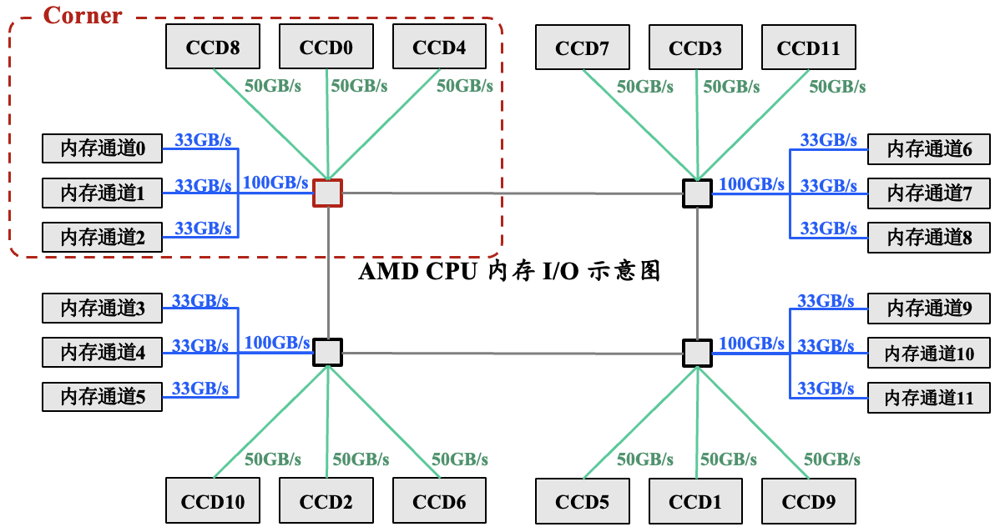 Corner
CCD8
CCD0
CCD4
CCD7
CCD3
CCD11
50GB/s
50GB/s
50GB/s
50GB/s
50GB/s
50GB/s
内存通道0
33GB/s
33GB/s
内存通道6
内存通道1
33GB/s
100GB/s
100GB/s
33GB/s
内存通道7
内存通道2
33GB/s
33GB/s
内存通道8
AMD CPU 内存 I/O 示意图
内存通道3
33GB/s
33GB/s
内存通道9
内存通道4
33GB/s
100GB/s
100GB/s
33GB/s
内存通道10
内存通道5
33GB/s
33GB/s
内存通道11
50GB/s
50GB/s
50GB/s
50GB/s
50GB/s
50GB/s
CCD10
CCD2
CCD6
CCD5
CCD1
CCD9